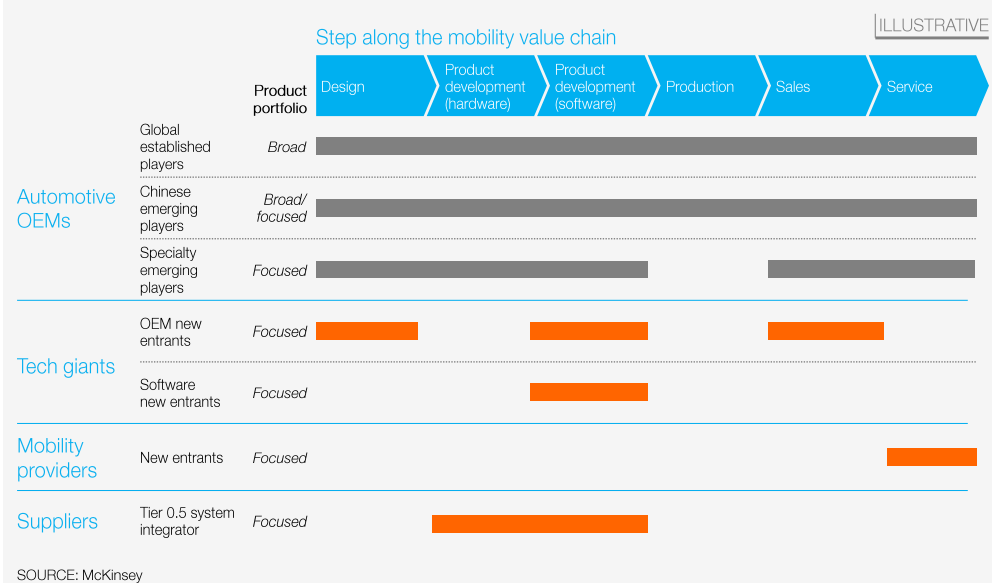 ILLUSTRATIVE
Step along the mobility value chain
Product
portfolio
Design
Product
development
(hardware)
Product
development
(software)
Production
Sales
Service
Automotive
OEMs
Global
established
players
Broad
Chinese
emerging
players
Broad/
focused
Specialty
emerging
players
Focused
Tech giants
OEM new
entrants
Focused
Software
new entrants
Focused
Mobility
providers
New entrants
Focused
Suppliers
Tier 0.5 system
integrator
Focused
SOURCE: McKinsey